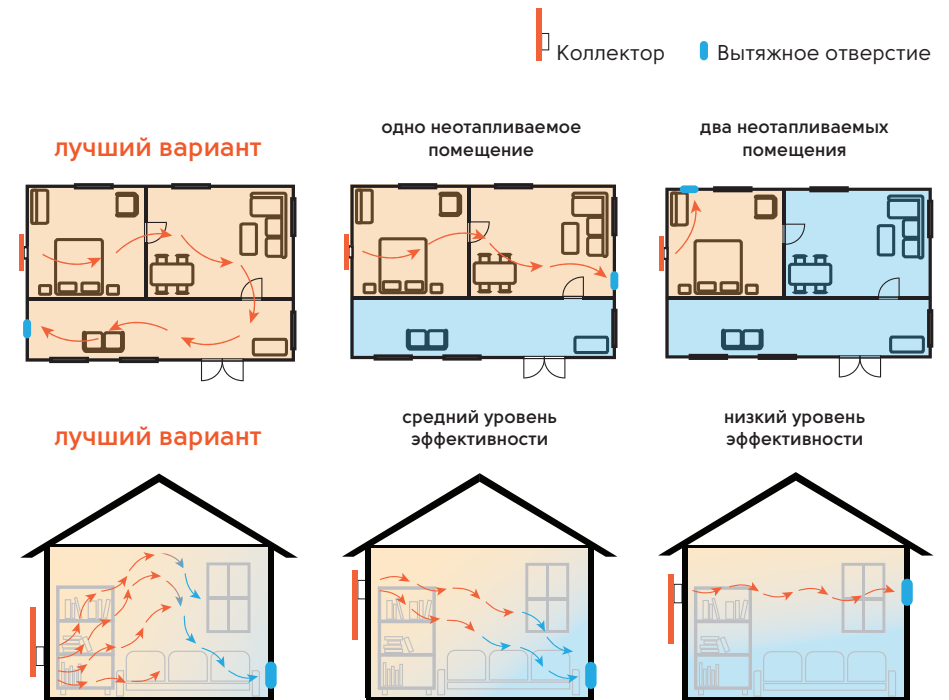 Коллектор
Вытяжное отверстие
лучший вариант
одно неотапливаемое
помещение
два неотапливаемых
помещения
лучший вариант
средний уровень
эффективности
низкий уровень
эффективности